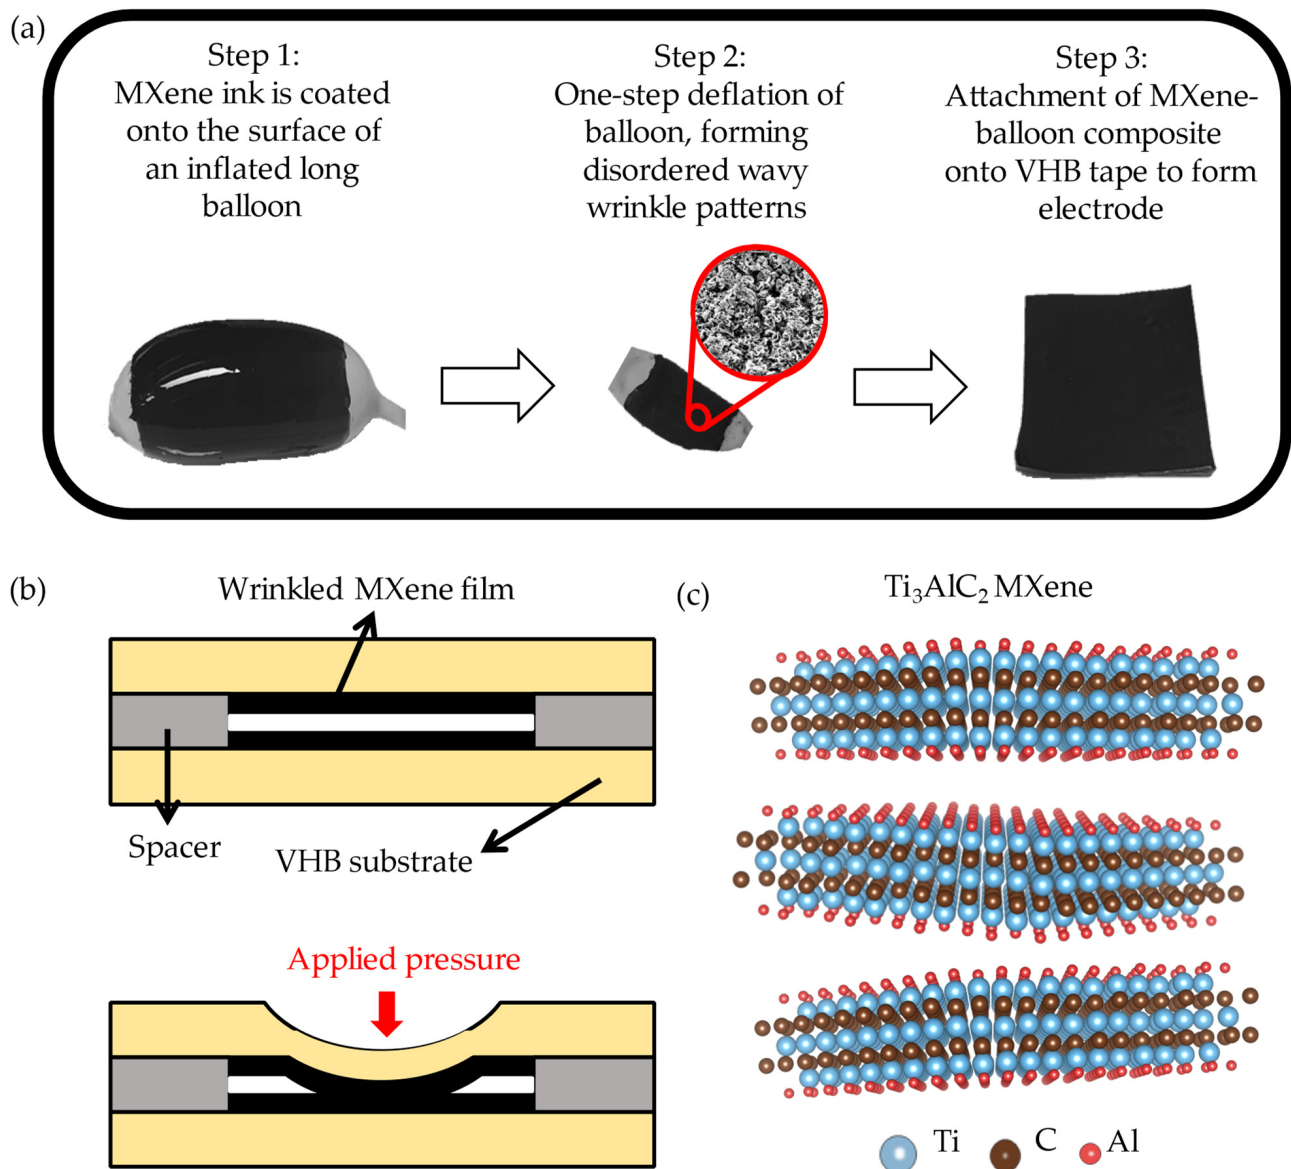 (a)
Step 1:
MXene ink is coated
onto the surface of
an inflated long
balloon
Step 2:
One-step deflation of
balloon, forming
disordered wavy
wrinkle patterns
Step 3:
Attachment of MXene-
balloon composite
onto VHB tape to form
electrode
(b)
Wrinkled MXene film
Spacer
VHB substrate
Applied pressure
(c)
Ti₃AlC₂ MXene
Ti
C
Al